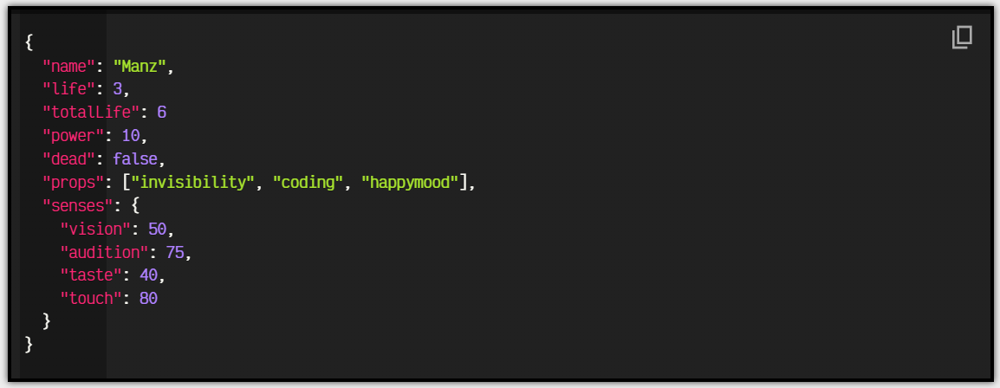 {
  "name": "Manz",
  "life": 3,
  "totalLife": 6
  "power": 10,
  "dead": false,
  "props": ["invisibility", "coding", "happymood"],
  "senses": {
    "vision": 50,
    "audition": 75,
    "taste": 40,
    "touch": 80
  }
}